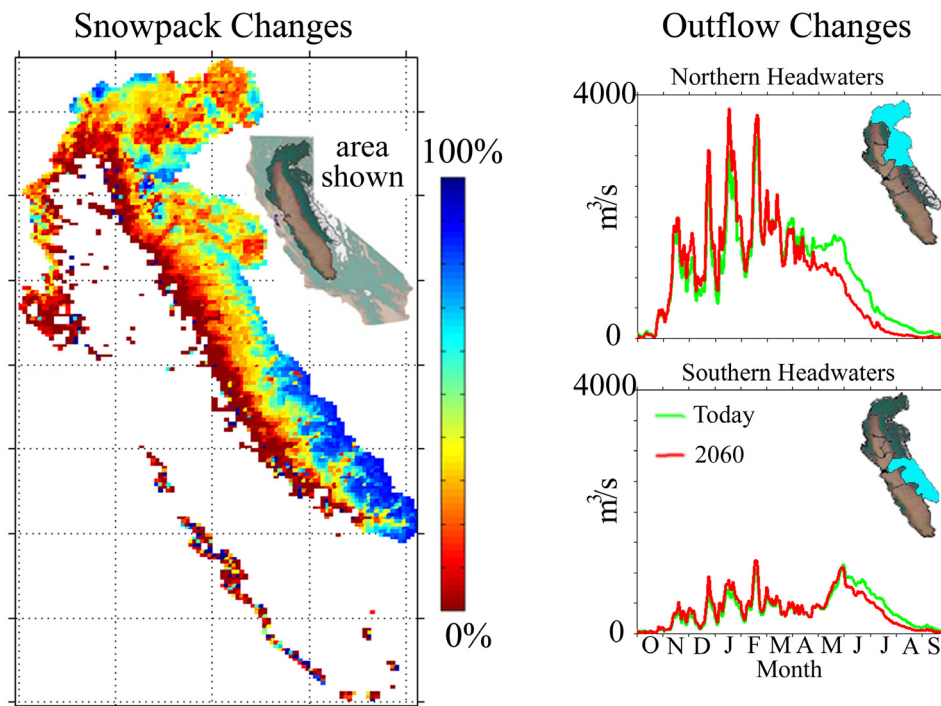 Snowpack Changes
area
shown
100%
0%
Outflow Changes
Northern Headwaters
4000
m³/s
0
Southern Headwaters
4000
Today
2060
m³/s
0
O N D J F M A M J J A S
Month